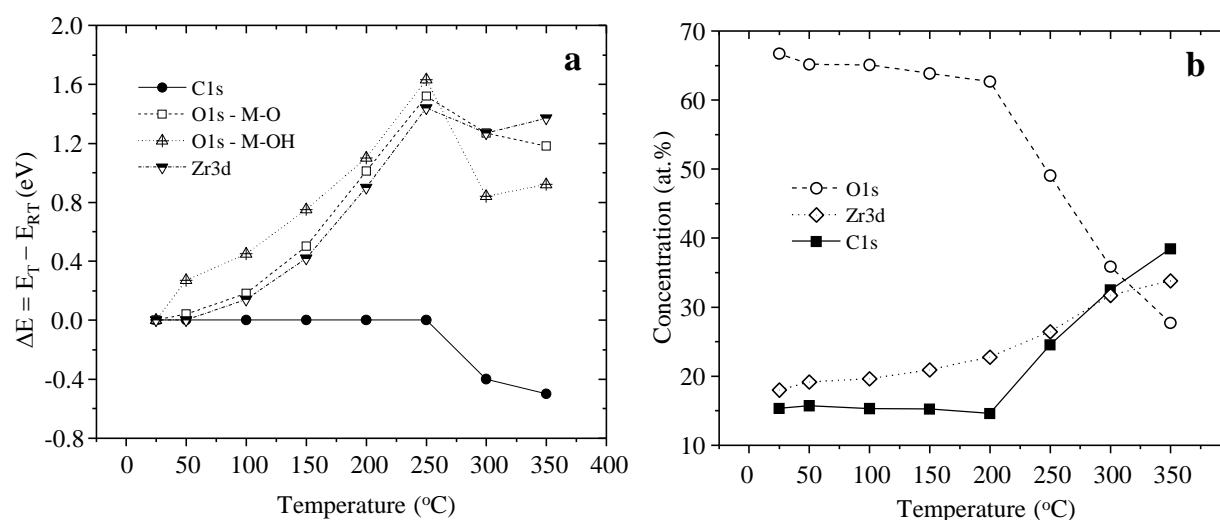 a
2.0
1.6
1.2
0.8
0.4
0.0
-0.4
-0.8
ΔE = E_T − E_RT (eV)
C1s
O1s - M-O
O1s - M-OH
Zr3d
0 50 100 150 200 250 300 350 400
Temperature (°C)
b
70
60
50
40
30
20
10
Concentration (at.%)
O1s
Zr3d
C1s
0 50 100 150 200 250 300 350
Temperature (°C)